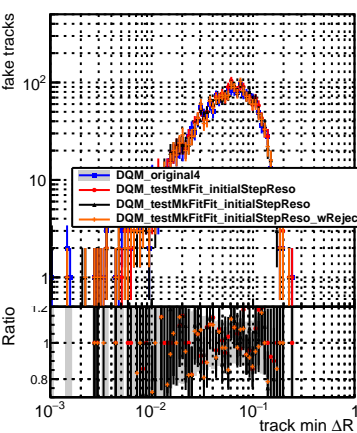 fake tracks
10²
10
1
DQM_original4
DQM_testMkFit_initialStepReso
DQM_testMkFitFit_initialStepReso
DQM_testMkFitFit_initialStepReso_wReject
Ratio
1.2
1
0.8
10⁻³
10⁻²
10⁻¹
1
track min ΔR